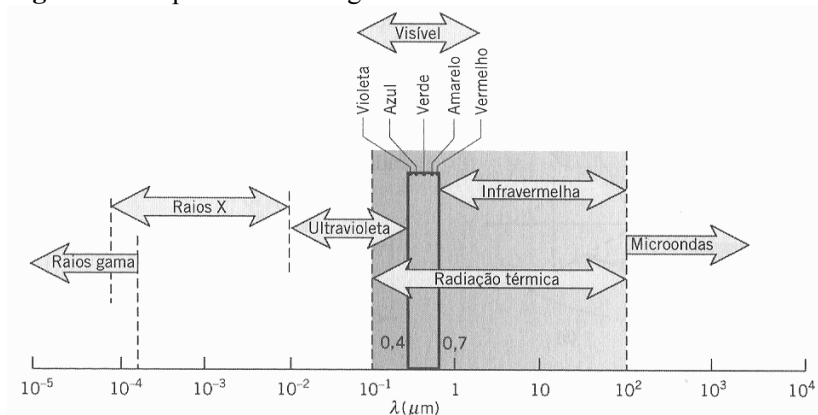 Visível
Violeta
Azul
Verde
Amarelo
Vermelho
Raios X
Infravermelha
Ultravioleta
Microondas
Raios gama
Radiação térmica
0,4
0,7
10⁻⁵ 10⁻⁴ 10⁻³ 10⁻² 10⁻¹ 1 10 10² 10³ 10⁴
λ(μm)